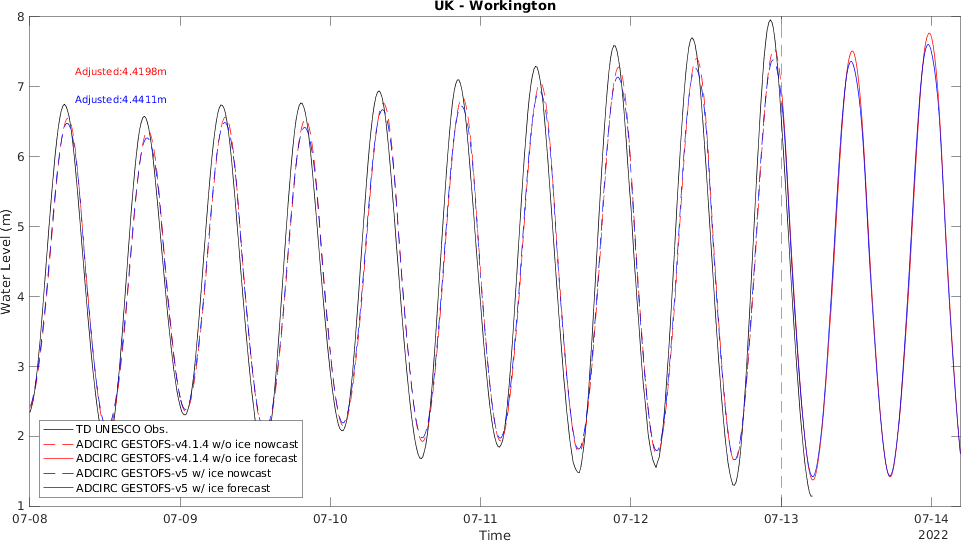 UK - Workington
8
7
6
5
4
3
2
1
Water Level (m)
Adjusted:4.4198m
Adjusted:4.4411m
TD UNESCO Obs.
ADCIRC GESTOFS-v4.1.4 w/o ice nowcast
ADCIRC GESTOFS-v4.1.4 w/o ice forecast
ADCIRC GESTOFS-v5 w/ ice nowcast
ADCIRC GESTOFS-v5 w/ ice forecast
07-08 07-09 07-10 07-11 07-12 07-13 07-14
Time
2022